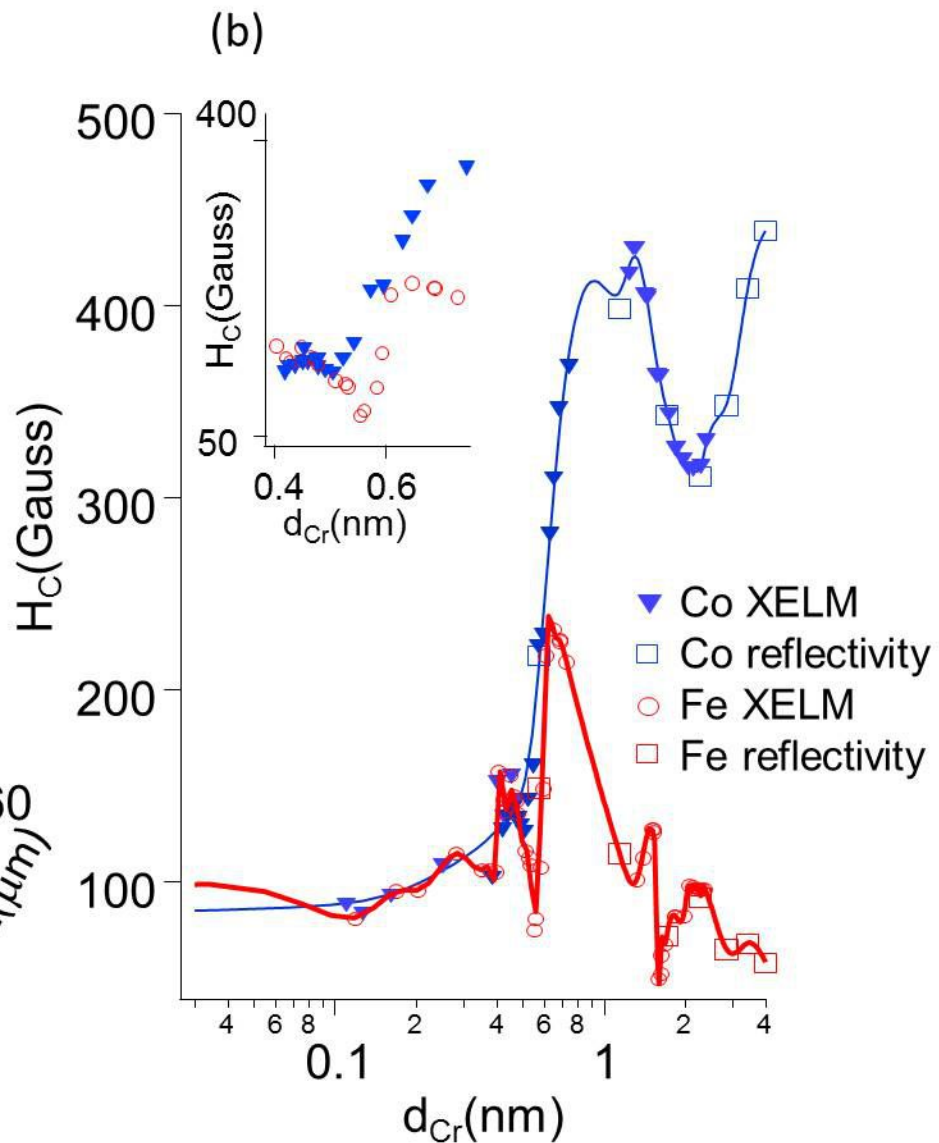 (b)
500
400
300
200
100
H_C(Gauss)
400
50
H_C(Gauss)
0.4 0.6
d_Cr(nm)
Co XELM
Co reflectivity
Fe XELM
Fe reflectivity
60
(μm)
4 6 8 2 4 6 8 2 4
0.1 1
d_Cr(nm)